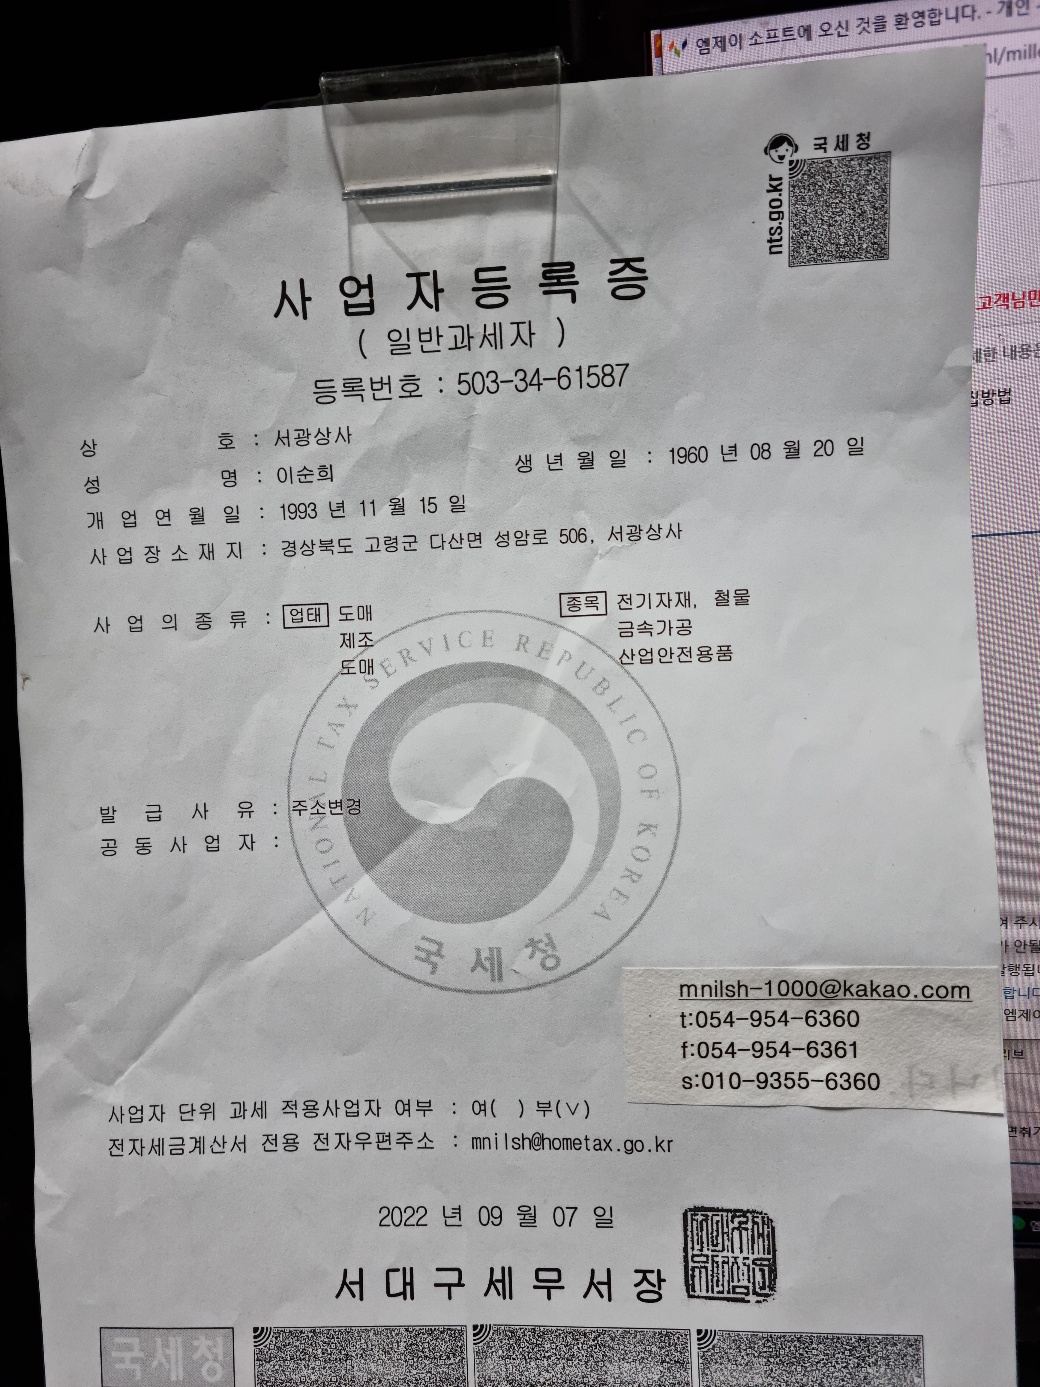 엠제이 소프트에 오신 것을 환영합니다. - 개인 -
국세청
nts.go.kr
사업자등록증
( 일반과세자 )
등록번호 : 503-34-61587
상 호 : 서광상사
성 명 : 이순희 생 년 월 일 : 1960 년 08 월 20 일
개 업 연 월 일 : 1993 년 11 월 15 일
사 업 장 소 재 지 : 경상북도 고령군 다산면 성암로 506, 서광상사
사 업 의 종 류 : 업태 도매 종목 전기자재, 철물
제조 금속가공
도매 산업안전용품
NATIONAL TAX SERVICE REPUBLIC OF KOREA
국세청
발 급 사 유 : 주소변경
공 동 사 업 자 :
mnilsh-1000@kakao.com
t:054-954-6360
f:054-954-6361
s:010-9355-6360
사업자 단위 과세 적용사업자 여부 : 여( ) 부(∨)
전자세금계산서 전용 전자우편주소 : mnilsh@hometax.go.kr
2022 년 09 월 07 일
서대구세무서장
국세청
고객님만